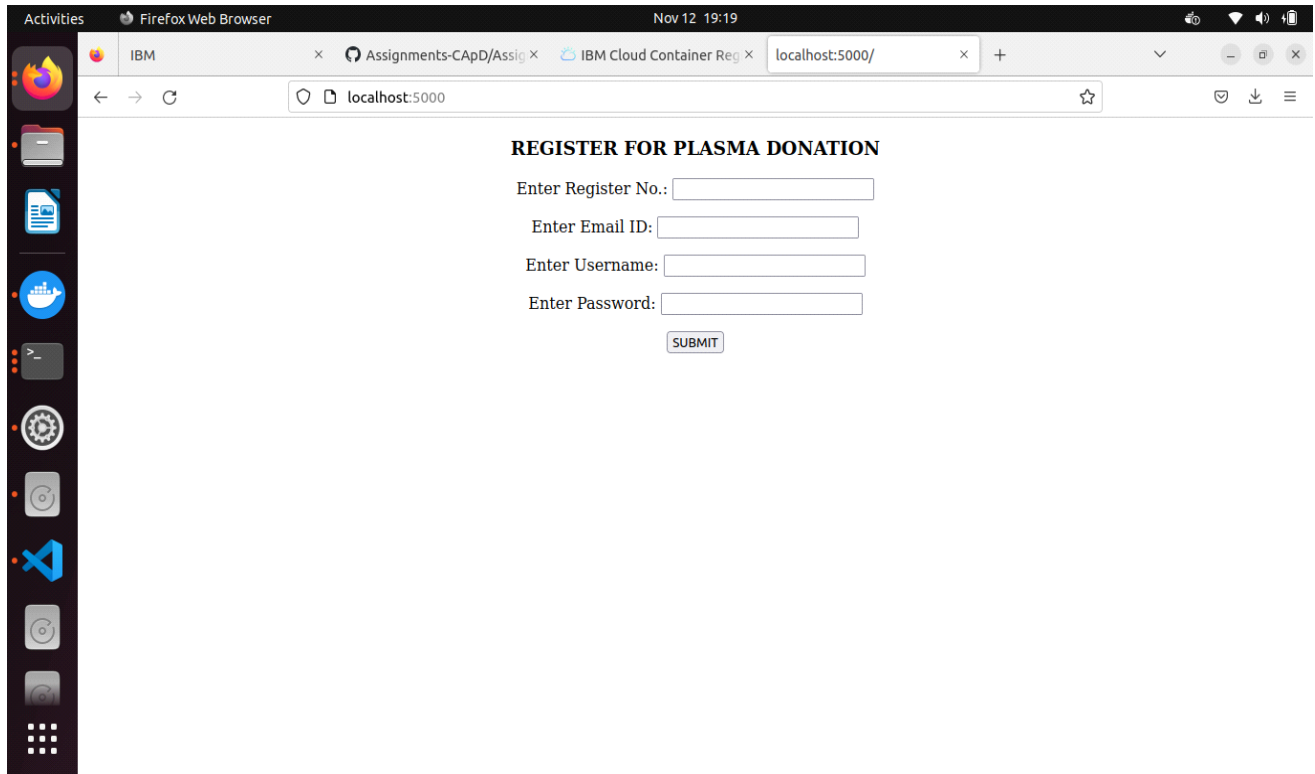 Activities Firefox Web Browser Nov 12 19:19
IBM Assignments-CApD/Assig IBM Cloud Container Reg localhost:5000/
localhost:5000
REGISTER FOR PLASMA DONATION
Enter Register No.:
Enter Email ID:
Enter Username:
Enter Password:
SUBMIT